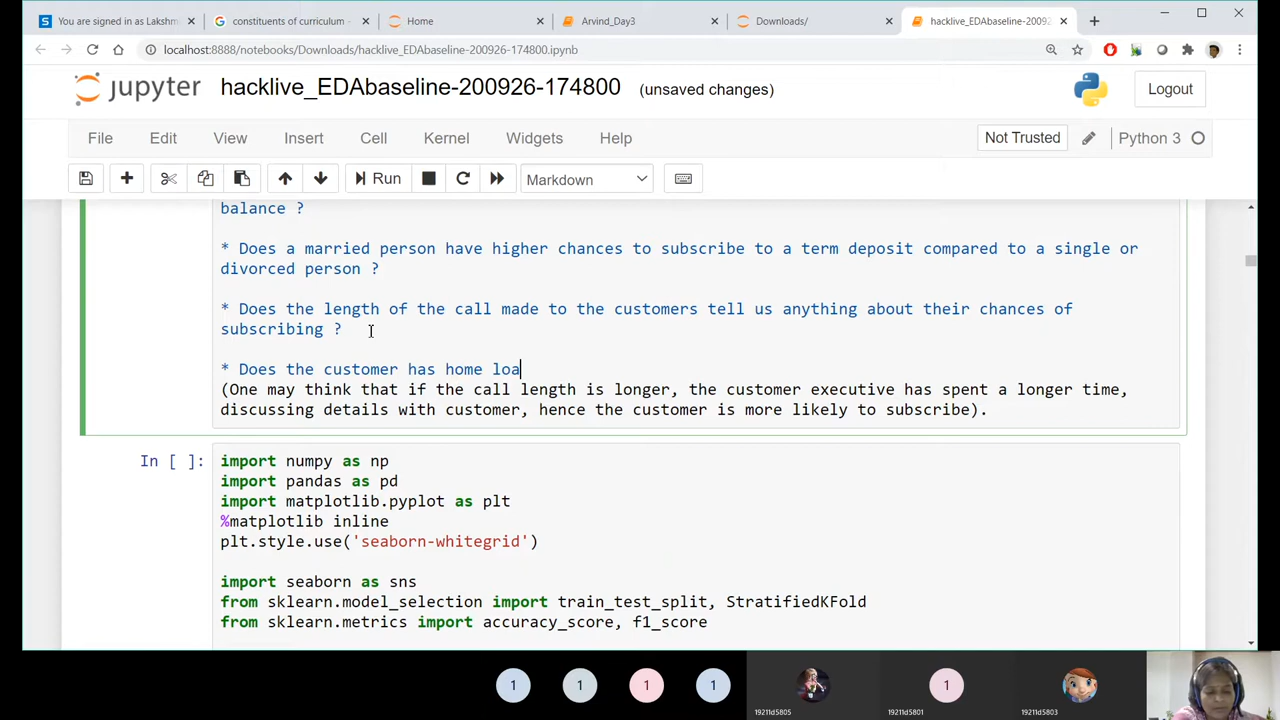 You are signed in as Lakshm
constituents of curriculum -
Home
Arvind_Day3
Downloads/
hacklive_EDAbaseline-200926
localhost:8888/notebooks/Downloads/hacklive_EDAbaseline-200926-174800.ipynb
jupyter hacklive_EDAbaseline-200926-174800 (unsaved changes)
Logout
File Edit View Insert Cell Kernel Widgets Help
Not Trusted
Python 3
Run
Markdown
balance ?
* Does a married person have higher chances to subscribe to a term deposit compared to a single or
divorced person ?
* Does the length of the call made to the customers tell us anything about their chances of
subscribing ?
* Does the customer has home loa
(One may think that if the call length is longer, the customer executive has spent a longer time,
discussing details with customer, hence the customer is more likely to subscribe).
In [ ]:
import numpy as np
import pandas as pd
import matplotlib.pyplot as plt
%matplotlib inline
plt.style.use('seaborn-whitegrid')
import seaborn as sns
from sklearn.model_selection import train_test_split, StratifiedKFold
from sklearn.metrics import accuracy_score, f1_score
1
1
1
1
1
19211d5805
19211d5801
19211d5803